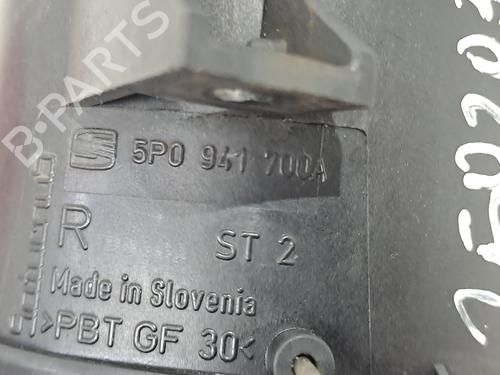 B-PARTS
5P0 941 700A
R
ST 2
Made in Slovenia
>PBT GF 30<